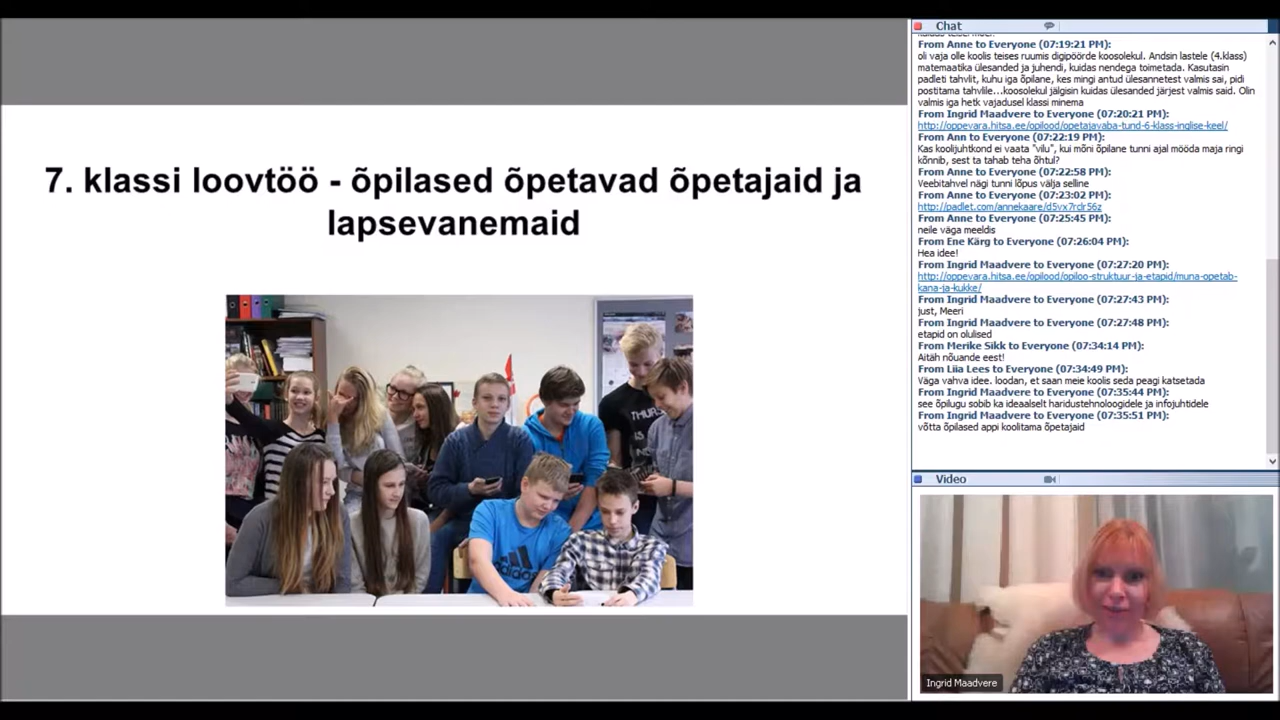 7. klassi loovtöö - õpilased õpetavad õpetajaid ja
lapsevanemaid
THURS
adidas
Chat
From Anne to Everyone (07:19:21 PM):
oli vaja olle koolis teises ruumis digipöörde koosolekul. Andsin lastele (4.klass)
matemaatika ülesanded ja juhendi, kuidas nendega toimetada. Kasutasin
padleti tahvlit, kuhu iga õpilane, kes mingi antud ülesannetest valmis sai, pidi
postitama tahvlile...koosolekul jälgisin kuidas ülesanded järjest valmis said. Olin
valmis iga hetk vajadusel klassi minema
From Ingrid Maadvere to Everyone (07:20:21 PM):
http://oppevara.hitsa.ee/opilood/opetajavaba-tund-6-klass-inglise-keel/
From Ann to Everyone (07:22:19 PM):
Kas koolijuhtkond ei vaata "vilu", kui mõni õpilane tunni ajal mööda maja ringi
kõnnib, sest ta tahab teha õhtul?
From Anne to Everyone (07:22:58 PM):
Veebitahvel nägi tunni lõpus välja selline
From Anne to Everyone (07:23:02 PM):
http://padlet.com/annekaare/d5vx7rdr56z
From Anne to Everyone (07:25:45 PM):
neile väga meeldis
From Ene Kärg to Everyone (07:26:04 PM):
Hea idee!
From Ingrid Maadvere to Everyone (07:27:20 PM):
http://oppevara.hitsa.ee/opilood/opiloo-struktuur-ja-etapid/muna-opetab-
kana-ja-kukke/
From Ingrid Maadvere to Everyone (07:27:43 PM):
just, Meeri
From Ingrid Maadvere to Everyone (07:27:48 PM):
etapid on olulised
From Merike Sikk to Everyone (07:34:14 PM):
Aitäh nõuande eest!
From Liia Lees to Everyone (07:34:49 PM):
Väga vahva idee. loodan, et saan meie koolis seda peagi katsetada
From Ingrid Maadvere to Everyone (07:35:44 PM):
see õpilugu sobib ka ideaalselt haridustehnoloogidele ja infojuhtidele
From Ingrid Maadvere to Everyone (07:35:51 PM):
võtta õpilased appi koolitama õpetajaid
Video
Ingrid Maadvere